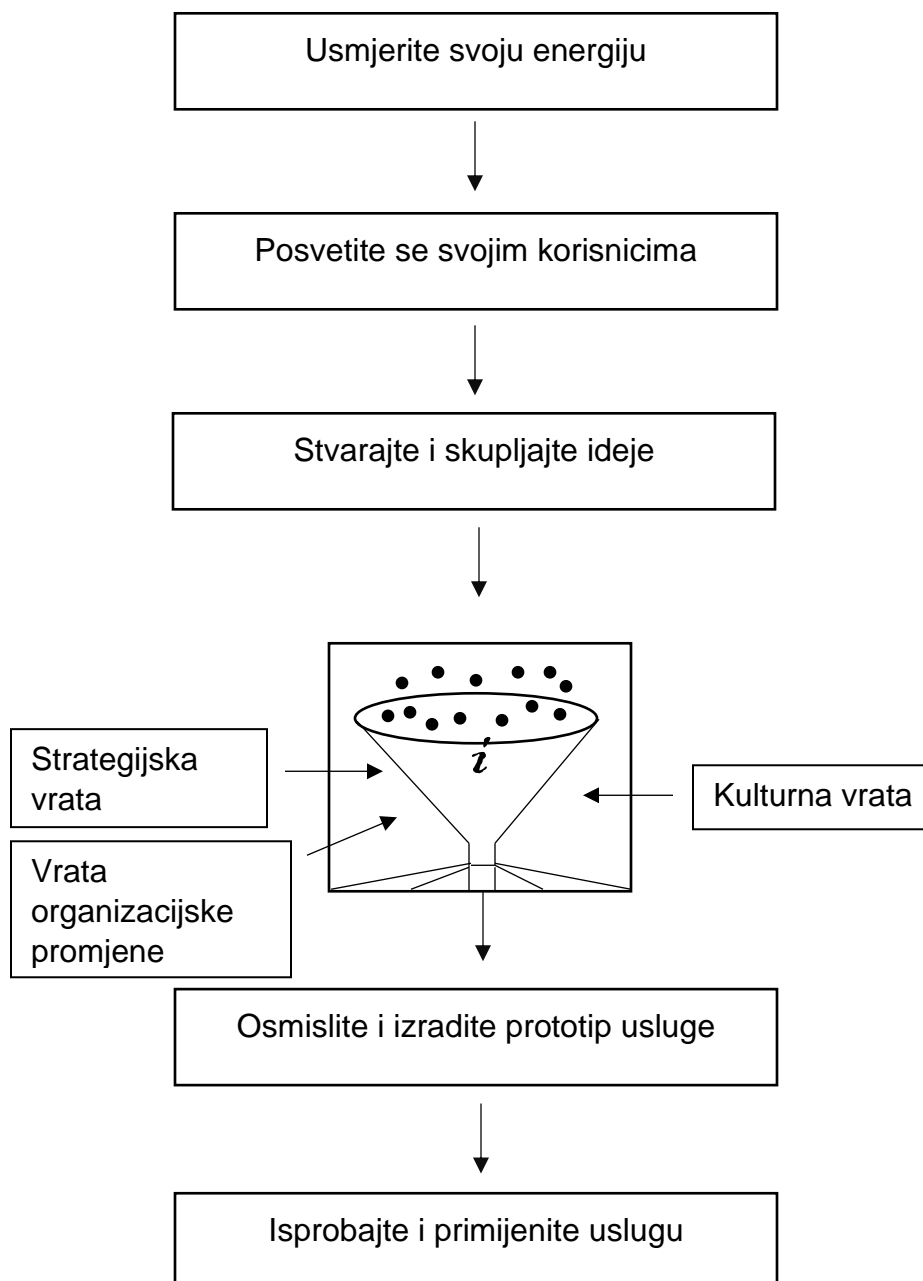 Usmjerite svoju energiju
Posvetite se svojim korisnicima
Stvarajte i skupljajte ideje
i
Strategijska
vrata
Kulturna vrata
Vrata
organizacijske
promjene
Osmislite i izradite prototip usluge
Isprobajte i primijenite uslugu